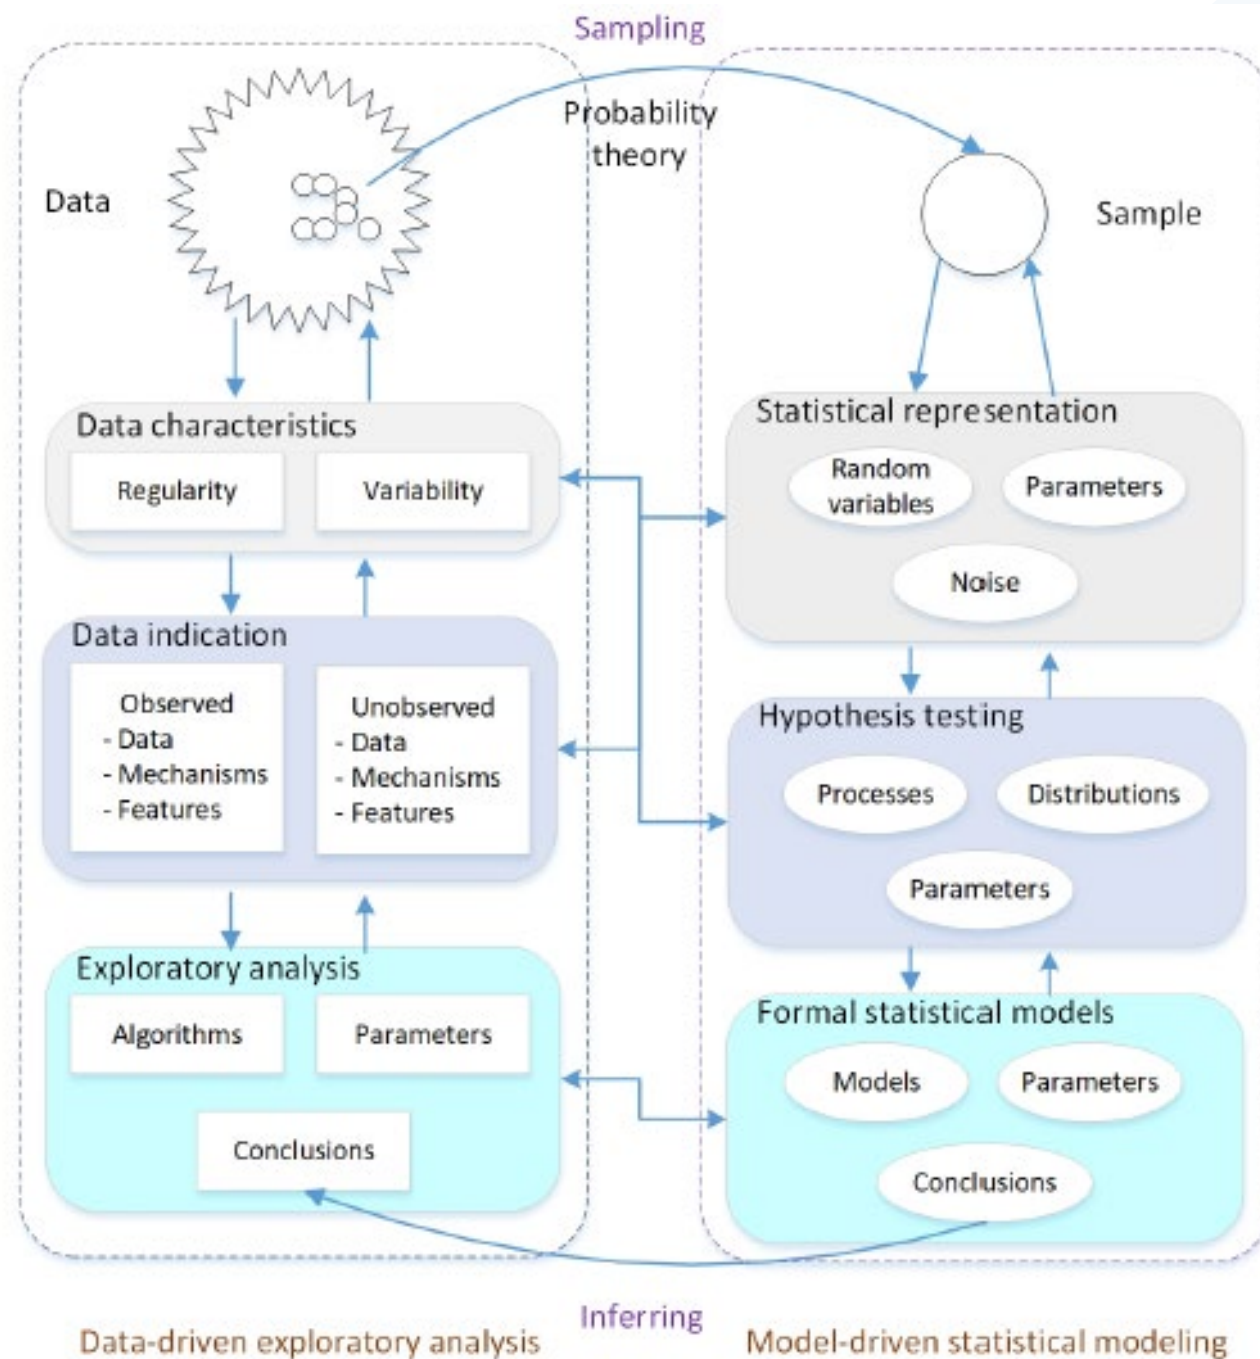 Sampling
Probability
theory
Data
Sample
Data characteristics
Regularity
Variability
Data indication
Observed
- Data
- Mechanisms
- Features
Unobserved
- Data
- Mechanisms
- Features
Exploratory analysis
Algorithms
Parameters
Conclusions
Statistical representation
Random
variables
Parameters
Noise
Hypothesis testing
Processes
Distributions
Parameters
Formal statistical models
Models
Parameters
Conclusions
Inferring
Data-driven exploratory analysis
Model-driven statistical modeling